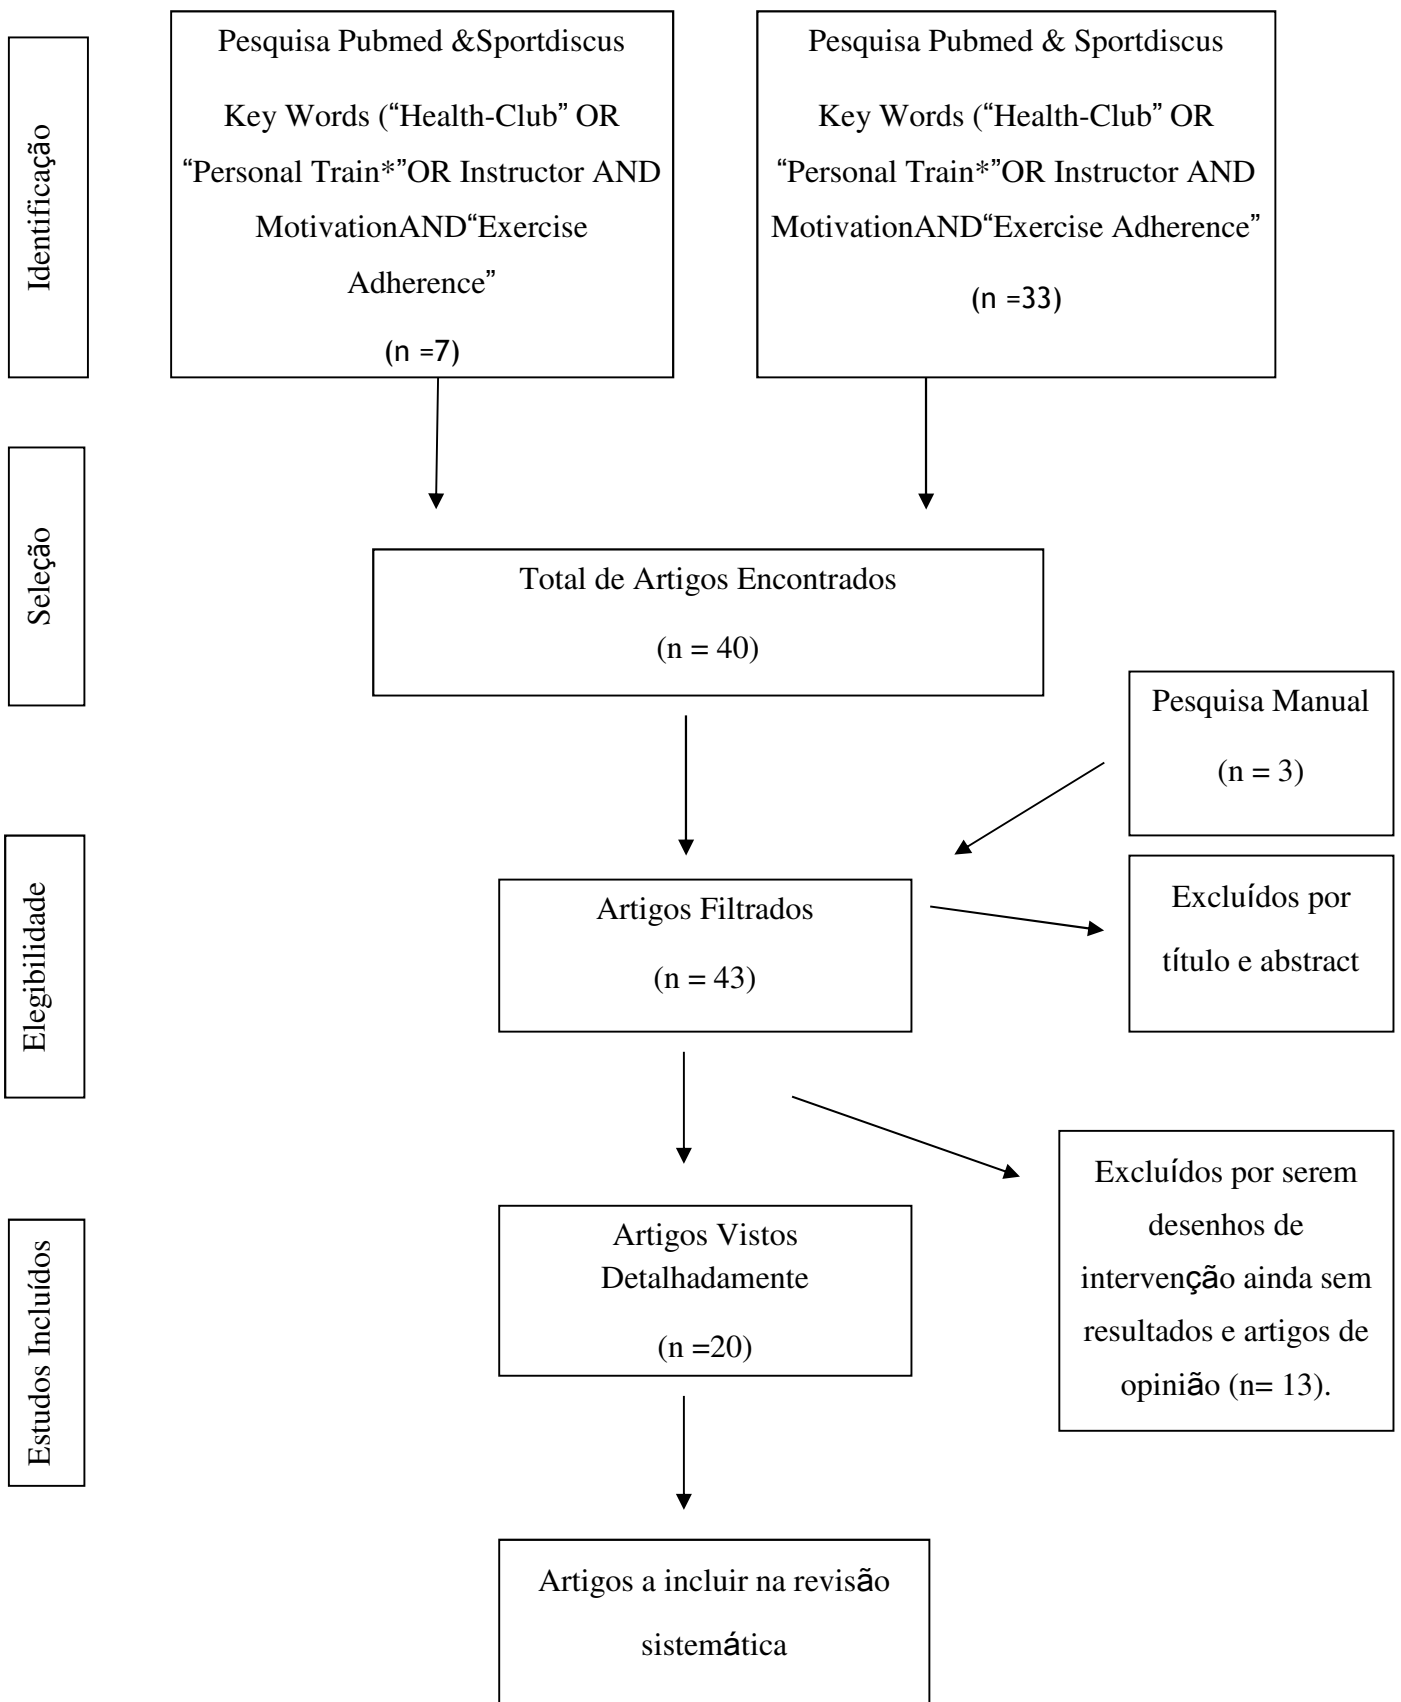 Identificação
Pesquisa Pubmed &Sportdiscus
Key Words (“Health-Club” OR
“Personal Train*”OR Instructor AND
MotivationAND“Exercise
Adherence”
(n =7)
Pesquisa Pubmed & Sportdiscus
Key Words (“Health-Club” OR
“Personal Train*”OR Instructor AND
MotivationAND“Exercise Adherence”
(n =33)
Seleção
Total de Artigos Encontrados
(n = 40)
Pesquisa Manual
(n = 3)
Elegibilidade
Artigos Filtrados
(n = 43)
Excluídos por
título e abstract
Estudos Incluídos
Artigos Vistos
Detalhadamente
(n =20)
Excluídos por serem
desenhos de
intervenção ainda sem
resultados e artigos de
opinião (n= 13).
Artigos a incluir na revisão
sistemática